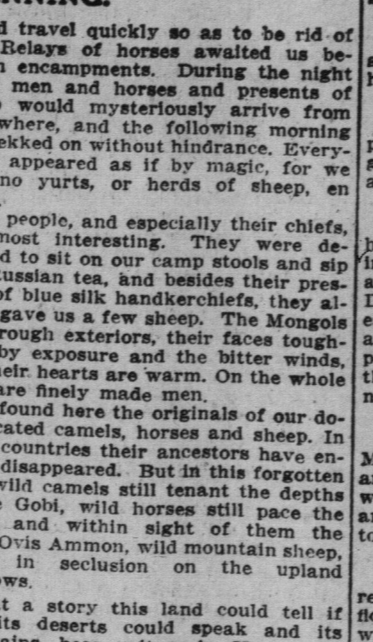 travel quickly so as to be rid of
Relays of horses awaited us be-
encampments. During the night
men and horses and presents of
would mysteriously arrive from
where, and the following morning
ekked on without hindrance. Every-
appeared as if by magic, for we
no yurts, or herds of sheep, en
people, and especially their chiefs,
most interesting. They were de-
d to sit on our camp stools and sip
ussian tea, and besides their pres-
of blue silk handkerchiefs, they al-
gave us a few sheep. The Mongols
rough exteriors, their faces tough-
by exposure and the bitter winds,
heir hearts are warm. On the whole
are finely made men.
found here the originals of our do-
cated camels, horses and sheep. In
countries their ancestors have en-
disappeared. But in this forgotten
wild camels still tenant the depths
Gobi, wild horses still pace the
and within sight of them the
Ovis Ammon, wild mountain sheep,
in seclusion on the upland
ws.
t a story this land could tell if
its deserts could speak and its